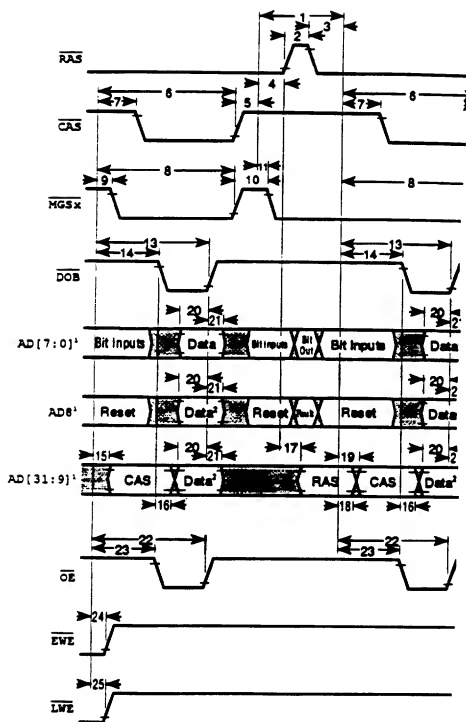 1
2 3
RAS
4
6 6
7 5 7
CAS
8 11 8
9 10
MGSx
13 13
14 14
DOB
20 20
21 2
AD[7:0]¹ Bit Inputs Data Bit Inputs Bit Out Bit Inputs Data
20 20
21 2
AD8¹ Reset Data² Reset Reset Data
15 20 17 19 20
21 2
AD[31:9]¹ CAS Data² RAS CAS Data²
16 18 16
22 22
23 23
OE
24
EWE
25
LWE